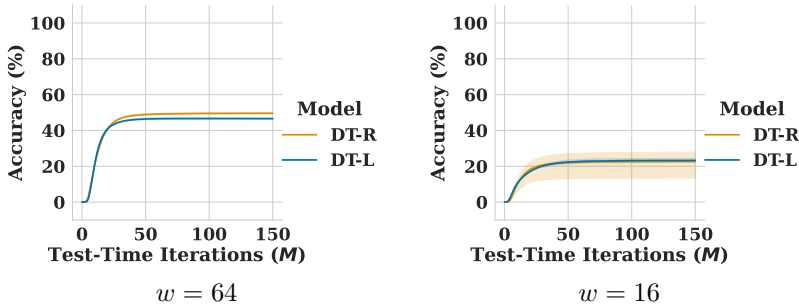 100
80
60
40
20
0
Accuracy (%)
0 50 100 150
Test-Time Iterations (M)
Model
DT-R
DT-L
w = 64
100
80
60
40
20
0
Accuracy (%)
0 50 100 150
Test-Time Iterations (M)
Model
DT-R
DT-L
w = 16